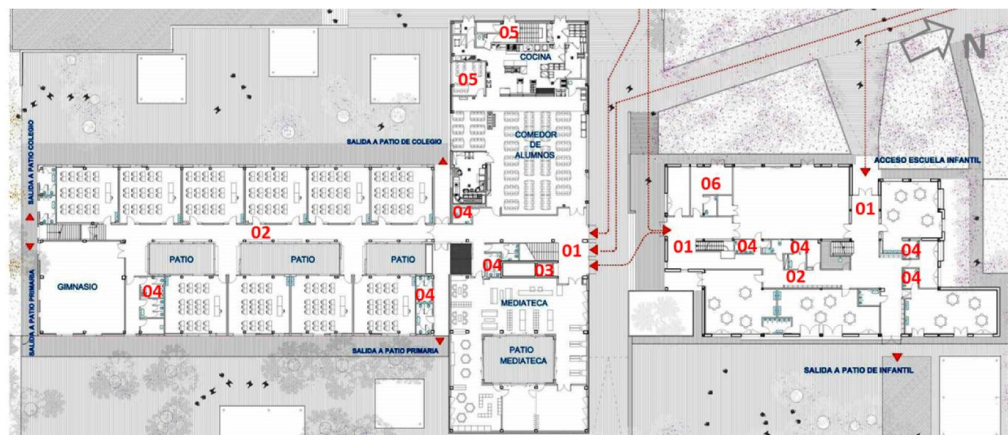 05
COCINA
N
05
SALIDA A PATIO COLEGIO
SALIDA A PATIO DE COLEGIO
COMEDOR
DE
ALUMNOS
ACCESO ESCUELA INFANTIL
06
01
04
02
01
01
04
04
04
PATIO
PATIO
PATIO
04
03
04
02
GIMNASIO
04
04
MEDIATECA
SALIDA A PATIO PRIMARIA
SALIDA A PATIO PRIMARIA
PATIO
MEDIATECA
SALIDA A PATIO DE INFANTIL